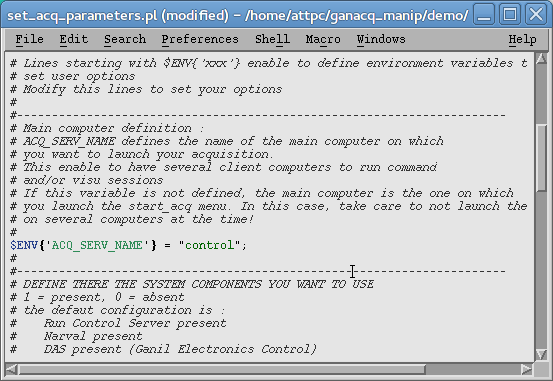 set_acq_parameters.pl (modified) - /home/attpc/ganacq_manip/demo/
File Edit Search Preferences Shell Macro Windows Help
# Lines starting with $ENV{'xxx'} enable to define environment variables t
# set user options
# Modify this lines to set your options
#
#----------------------------------------------------------------------
# Main computer definition :
# ACQ_SERV_NAME defines the name of the main computer on which
# you want to launch your acquisition.
# This enable to have several client computers to run command
# and/or visu sessions
# If this variable is not defined, the main computer is the one on which
# you launch the start_acq menu. In this case, take care to not launch the
# on several computers at the time!
#
$ENV{'ACQ_SERV_NAME'} = "control";
#
#----------------------------------------------------------------------
# DEFINE THERE THE SYSTEM COMPONENTS YOU WANT TO USE
# 1 = present, 0 = absent
# the defaut configuration is :
#    Run Control Server present
#    Narval present
#    DAS present (Ganil Electronics Control)